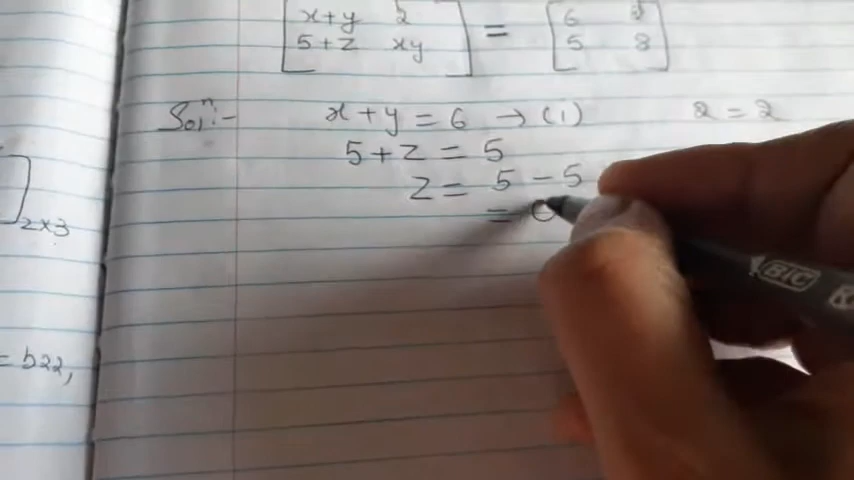 [x+y 2] = [6 2]
[5+z xy] [5 8]
Solⁿ:- x+y = 6 → (1) 2 = 2
5+z = 5
z = 5 - 5
= 0
]2×3
= b22,
BIC